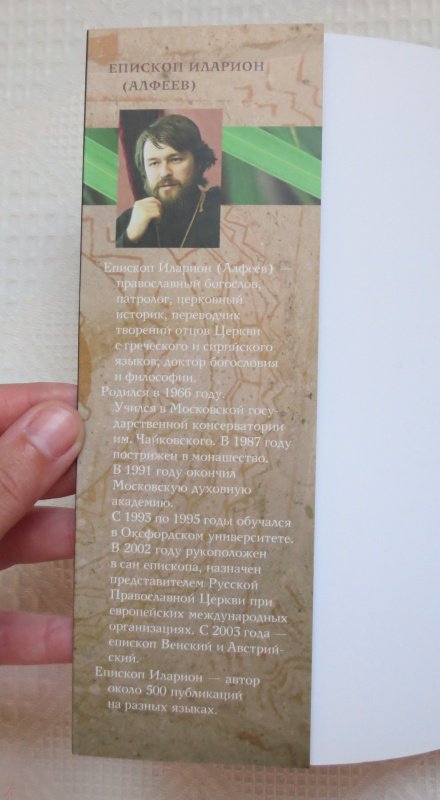 ЕПИСКОП ИЛАРИОН
(АЛФЕЕВ)
Епископ Иларион (Алфеев) —
православный богослов,
патролог, церковный
историк, переводчик
творений отцов Церкви
с греческого и сирийского
языков, доктор богословия
и философии.
Родился в 1966 году.
Учился в Московской госу-
дарственной консерватории
им. Чайковского. В 1987 году
пострижен в монашество.
В 1991 году окончил
Московскую духовную
академию.
С 1993 по 1995 годы обучался
в Оксфордском университете.
В 2002 году рукоположен
в сан епископа, назначен
представителем Русской
Православной Церкви при
европейских международных
организациях. С 2003 года —
епископ Венский и Австрий-
ский.
Епископ Иларион — автор
около 500 публикаций
на разных языках.